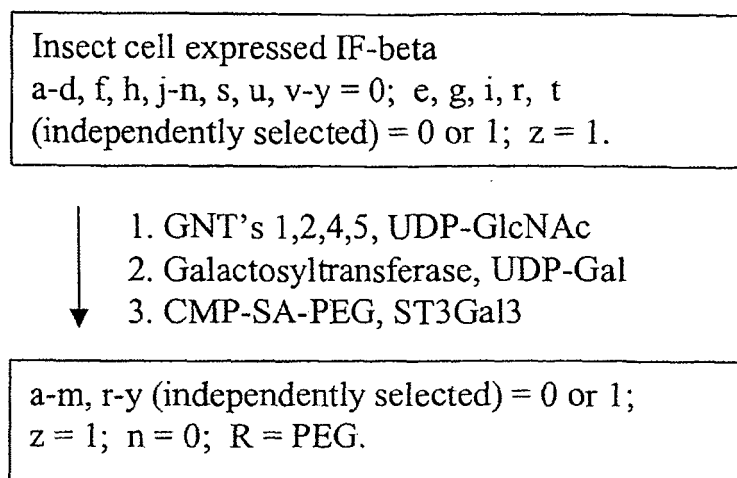 Insect cell expressed IF-beta
a-d, f, h, j-n, s, u, v-y = 0; e, g, i, r, t
(independently selected) = 0 or 1; z = 1.
1. GNT's 1,2,4,5, UDP-GlcNAc
2. Galactosyltransferase, UDP-Gal
3. CMP-SA-PEG, ST3Gal3
a-m, r-y (independently selected) = 0 or 1;
z = 1; n = 0; R = PEG.